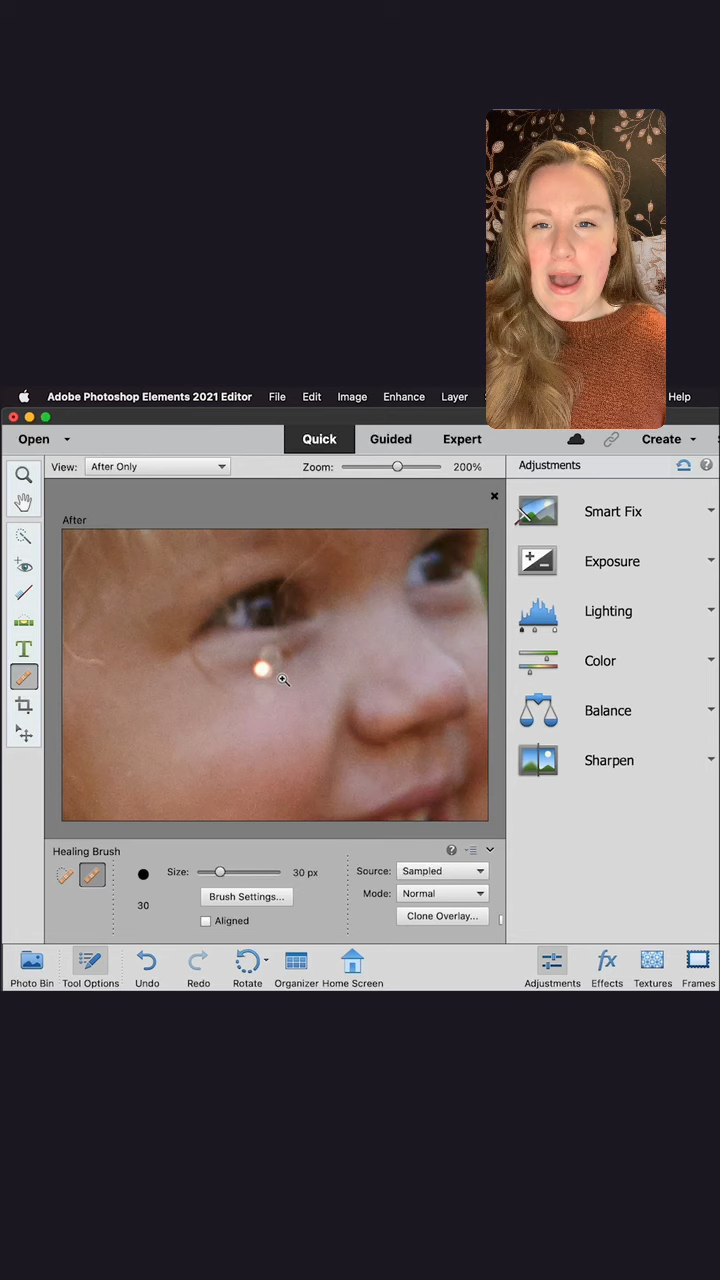 Adobe Photoshop Elements 2021 Editor File Edit Image Enhance Layer Help
Open Quick Guided Expert Create
View: After Only Zoom: 200% Adjustments
After
Smart Fix
Exposure
Lighting
Color
Balance
Sharpen
T
Healing Brush
Size: 30 px
30
Brush Settings...
Aligned
Source: Sampled
Mode: Normal
Clone Overlay...
Photo Bin Tool Options Undo Redo Rotate Organizer Home Screen Adjustments fx Effects Textures Frames